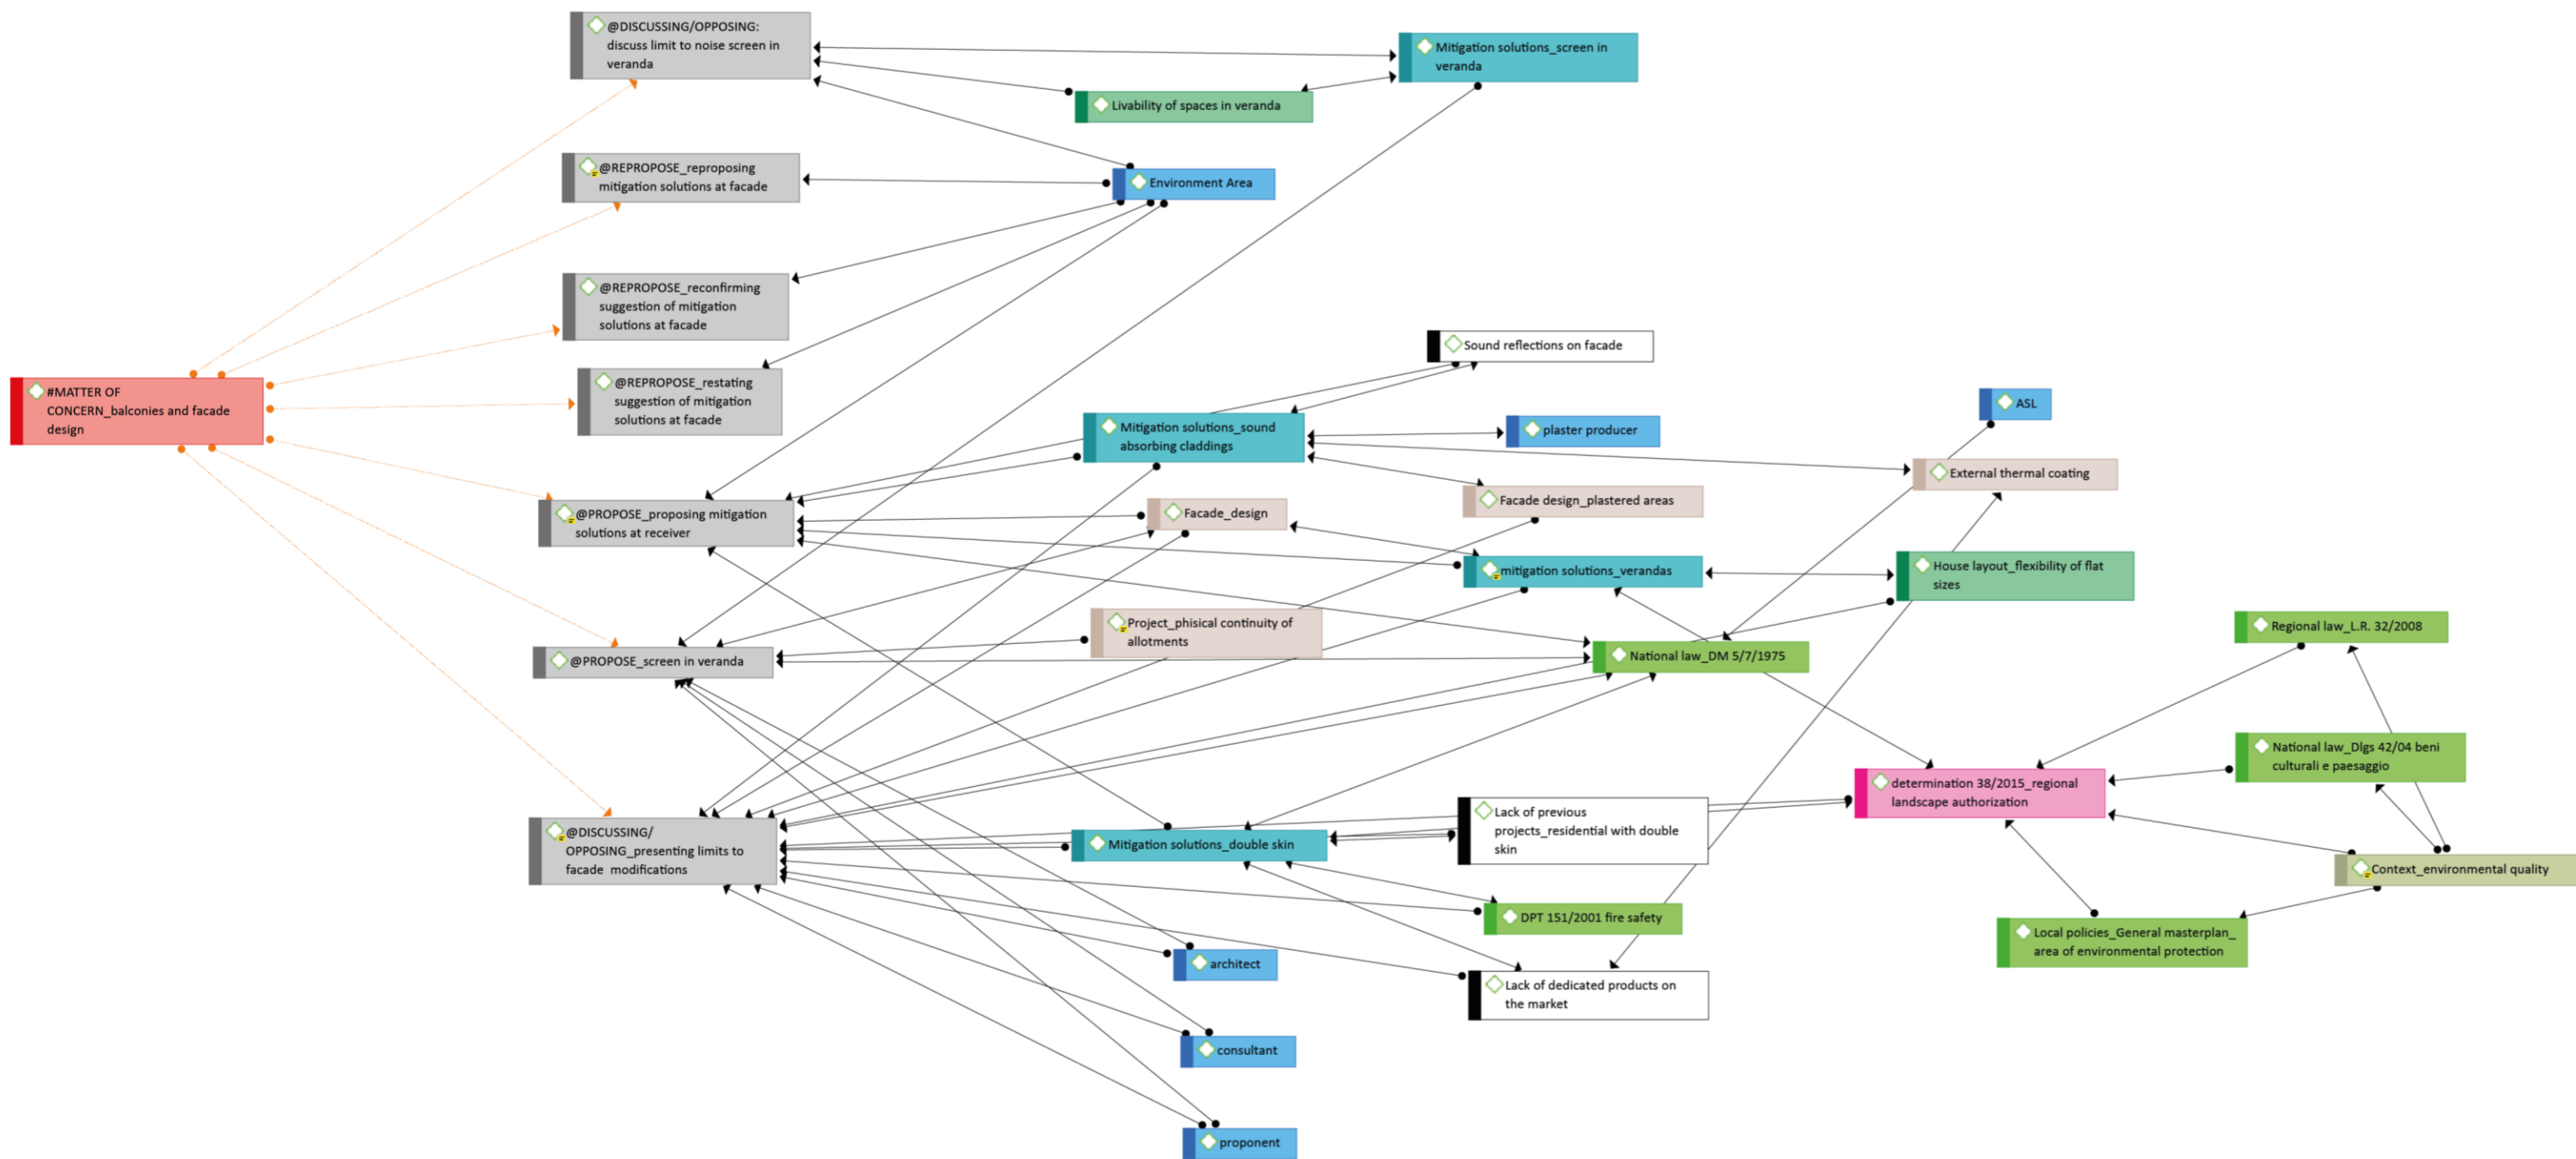 @DISCUSSING/OPPOSING:
discuss limit to noise screen in
veranda
Mitigation solutions_screen in
veranda
Livability of spaces in veranda
@REPROPOSE_reproposing
mitigation solutions at facade
Environment Area
@REPROPOSE_reconfirming
suggestion of mitigation
solutions at facade
Sound reflections on facade
@REPROPOSE_restating
suggestion of mitigation
solutions at facade
#MATTER OF
CONCERN_balconies and facade
design
ASL
Mitigation solutions_sound
absorbing claddings
plaster producer
External thermal coating
Facade design_plastered areas
@PROPOSE_proposing mitigation
solutions at receiver
Facade_design
mitigation solutions_verandas
House layout_flexibility of flat
sizes
Project_phisical continuity of
allotments
Regional law_L.R. 32/2008
@PROPOSE_screen in veranda
National law_DM 5/7/1975
National law_Dlgs 42/04 beni
culturali e paesaggio
determination 38/2015_regional
landscape authorization
@DISCUSSING/
OPPOSING_presenting limits to
facade  modifications
Mitigation solutions_double skin
Lack of previous
projects_residential with double
skin
Context_environmental quality
DPT 151/2001 fire safety
Local policies_General masterplan_
area of environmental protection
architect
Lack of dedicated products on
the market
consultant
proponent